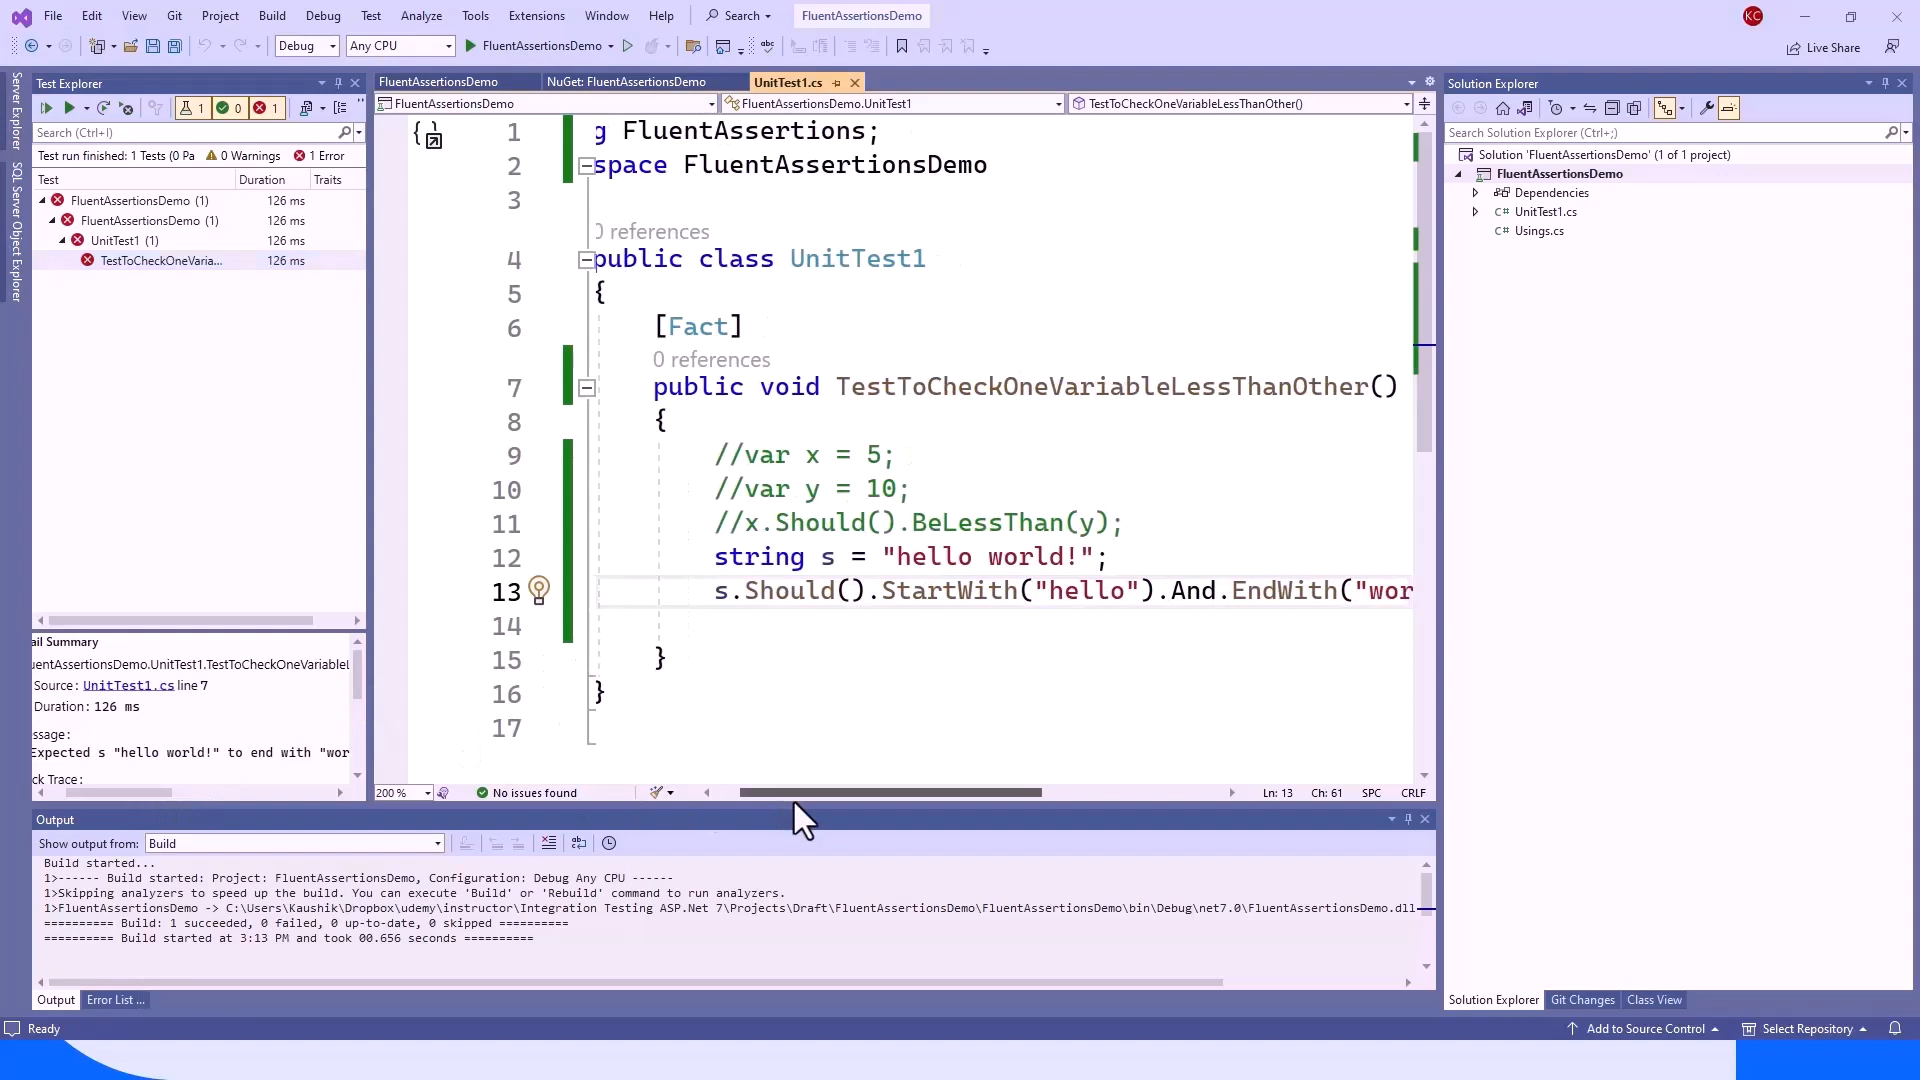 File Edit View Git Project Build Debug Test Analyze Tools Extensions Window Help Search FluentAssertionsDemo KC
Debug Any CPU FluentAssertionsDemo Live Share
Server Explorer
SQL Server Object Explorer
Test Explorer
1 0 1
Search (Ctrl+I)
Test run finished: 1 Tests (0 Pa 0 Warnings 1 Error
Test Duration Traits
FluentAssertionsDemo (1) 126 ms
FluentAssertionsDemo (1) 126 ms
UnitTest1 (1) 126 ms
TestToCheckOneVaria... 126 ms
ail Summary
uentAssertionsDemo.UnitTest1.TestToCheckOneVariableL
Source: UnitTest1.cs line 7
Duration: 126 ms
ssage:
Expected s "hello world!" to end with "wor
ck Trace:
FluentAssertionsDemo NuGet: FluentAssertionsDemo UnitTest1.cs
FluentAssertionsDemo FluentAssertionsDemo.UnitTest1 TestToCheckOneVariableLessThanOther()
1 g FluentAssertions;
2 space FluentAssertionsDemo
3
0 references
4 public class UnitTest1
5 {
6 [Fact]
0 references
7 public void TestToCheckOneVariableLessThanOther()
8 {
9 //var x = 5;
10 //var y = 10;
11 //x.Should().BeLessThan(y);
12 string s = "hello world!";
13 s.Should().StartWith("hello").And.EndWith("wor
14
15 }
16 }
17
200 % No issues found Ln: 13 Ch: 61 SPC CRLF
Output
Show output from: Build
Build started...
1>------ Build started: Project: FluentAssertionsDemo, Configuration: Debug Any CPU ------
1>Skipping analyzers to speed up the build. You can execute 'Build' or 'Rebuild' command to run analyzers.
1>FluentAssertionsDemo -> C:\Users\Kaushik\Dropbox\udemy\instructor\Integration Testing ASP.Net 7\Projects\Draft\FluentAssertionsDemo\FluentAssertionsDemo\bin\Debug\net7.0\FluentAssertionsDemo.dll
========== Build: 1 succeeded, 0 failed, 0 up-to-date, 0 skipped ==========
========== Build started at 3:13 PM and took 00.656 seconds ==========
Output Error List ...
Solution Explorer
Search Solution Explorer (Ctrl+;)
Solution 'FluentAssertionsDemo' (1 of 1 project)
FluentAssertionsDemo
Dependencies
C# UnitTest1.cs
C# Usings.cs
Solution Explorer Git Changes Class View
Ready Add to Source Control Select Repository